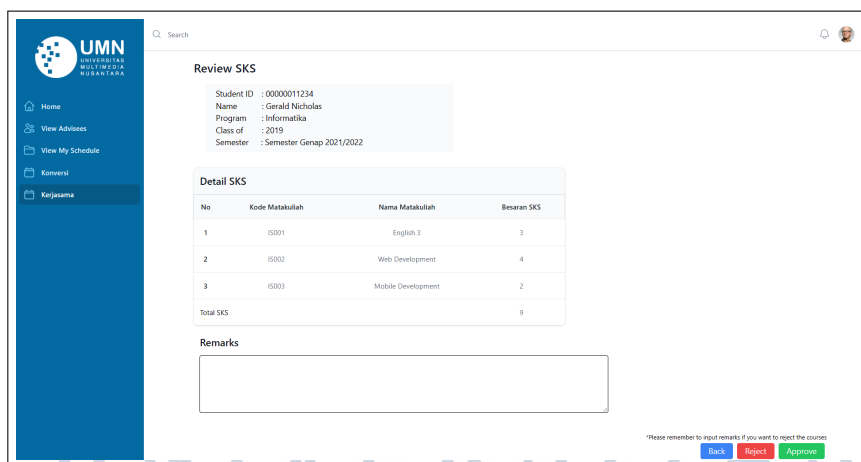 UMN
UNIVERSITAS
MULTIMEDIA
NUSANTARA
Search
Home
View Advisees
View My Schedule
Konversi
Kerjasama
Review SKS
Student ID : 00000011234
Name : Gerald Nicholas
Program : Informatika
Class of : 2019
Semester : Semester Genap 2021/2022
Detail SKS
No Kode Matakuliah Nama Matakuliah Besaran SKS
1 IS001 English 3 3
2 IS002 Web Development 4
3 IS003 Mobile Development 2
Total SKS 9
Remarks
*Please remember to input remarks if you want to reject the courses
Back Reject Approve